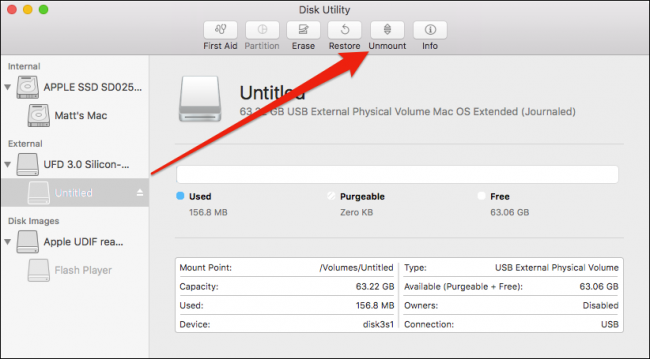 Disk Utility
First Aid Partition Erase Restore Unmount Info
Internal
APPLE SSD SD025...
Matt's Mac
External
UFD 3.0 Silicon-...
Untitled
Disk Images
Apple UDIF rea...
Flash Player
Untitled
63.22 GB USB External Physical Volume Mac OS Extended (Journaled)
Used Purgeable Free
156.8 MB Zero KB 63.06 GB
Mount Point: /Volumes/Untitled Type: USB External Physical Volume
Capacity: 63.22 GB Available (Purgeable + Free): 63.06 GB
Used: 156.8 MB Owners: Disabled
Device: disk3s1 Connection: USB